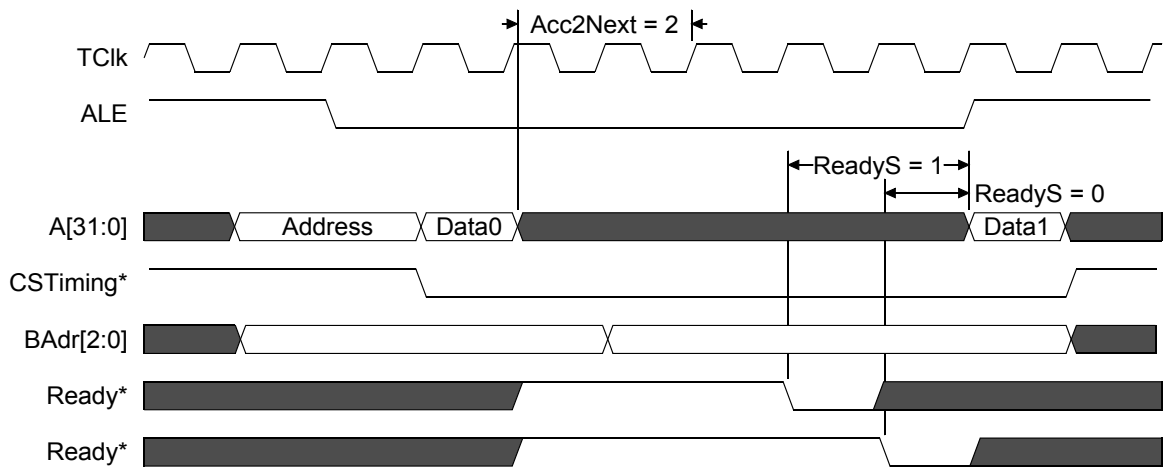 Acc2Next = 2
TClk
ALE
ReadyS = 1
ReadyS = 0
A[31:0] Address Data0 Data1
CSTiming*
BAdr[2:0]
Ready*
Ready*